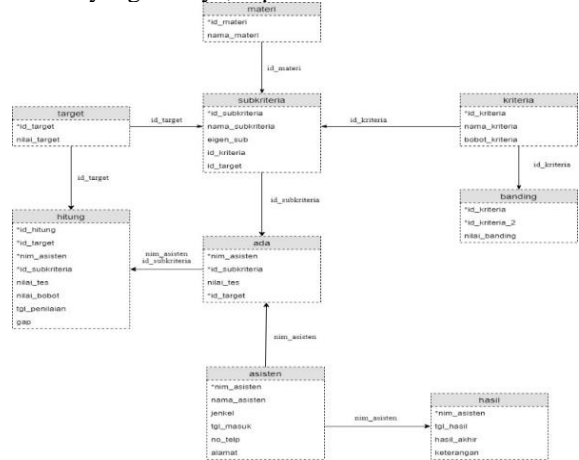 materi
*id_materi
nama_materi
id_materi
target
*id_target
nilai_target
id_target
subkriteria
*id_subkriteria
nama_subkriteria
eigen_sub
id_kriteria
id_target
id_kriteria
kriteria
*id_kriteria
nama_kriteria
bobot_kriteria
id_target
id_subkriteria
id_kriteria
banding
*id_kriteria
*id_kriteria_2
nilai_banding
hitung
*id_hitung
*id_target
*nim_asisten
*id_subkriteria
nilai_tes
nilai_bobot
tgl_penilaian
gap
nim_asisten
id_subkriteria
ada
*nim_asisten
*id_subkriteria
nilai_tes
*id_target
nim_asisten
asisten
*nim_asisten
nama_asisten
jenkel
tgl_masuk
no_telp
alamat
nim_asisten
hasil
*nim_asisten
tgl_hasil
hasil_akhir
keterangan